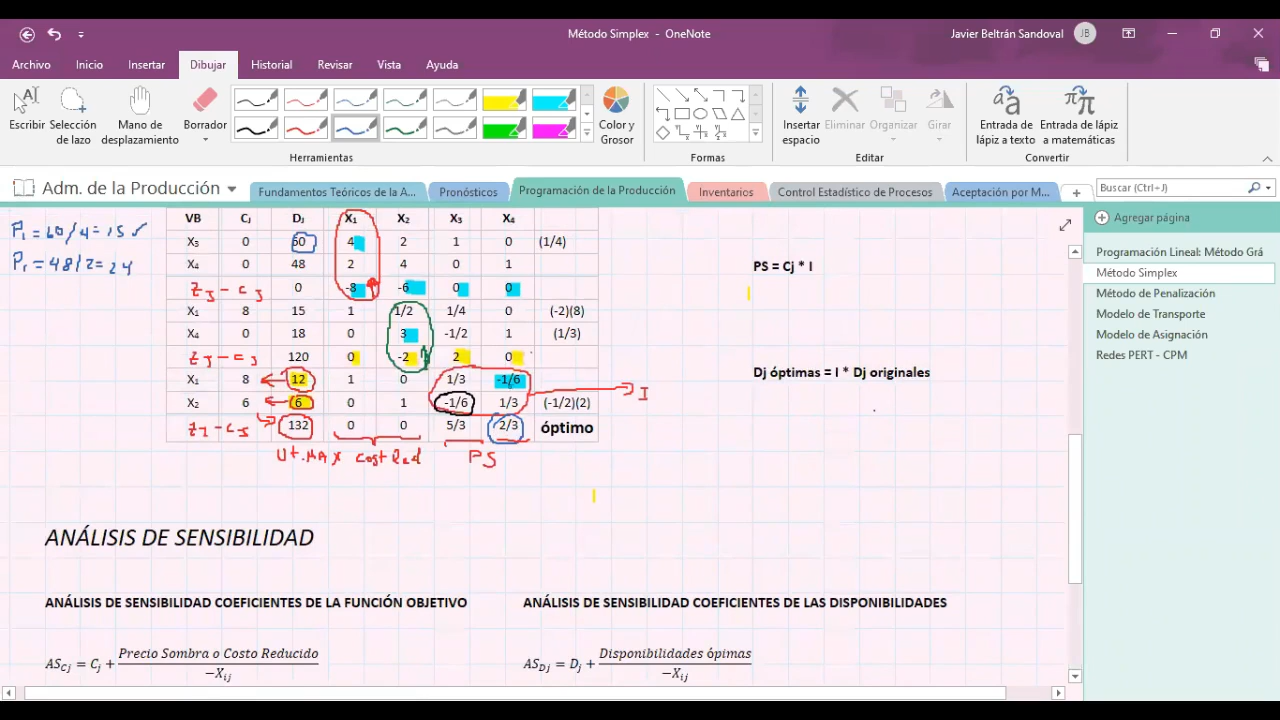 Método Simplex - OneNote
Javier Beltrán Sandoval JB
Archivo Inicio Insertar Dibujar Historial Revisar Vista Ayuda
Escribir Selección de lazo Mano de desplazamiento Borrador Color y Grosor Insertar espacio Eliminar Organizar Girar Entrada de lápiz a texto Entrada de lápiz a matemáticas
Herramientas Formas Editar Convertir
Adm. de la Producción Fundamentos Teóricos de la A... Pronósticos Programación de la Producción Inventarios Control Estadístico de Procesos Aceptación por M... Buscar (Ctrl+J)
Agregar página
Programación Lineal: Método Grá
Método Simplex
Método de Penalización
Modelo de Transporte
Modelo de Asignación
Redes PERT - CPM
P₁ = 60/4 = 15 ✓
P₁ = 48/2 = 24
VB CJ DJ X₁ X₂ X₃ X₄
X₃ 0 60 4 2 1 0 (1/4)
X₄ 0 48 2 4 0 1
ZJ - CJ 0 -8 -6 0 0
X₁ 8 15 1 1/2 1/4 0 (-2)(8)
X₄ 0 18 0 3 -1/2 1 (1/3)
ZJ - CJ 120 0 -2 2 0
X₁ 8 12 1 0 1/3 -1/6
X₂ 6 6 0 1 -1/6 1/3 (-1/2)(2)
ZJ - CJ 132 0 0 5/3 2/3 óptimo
I
Ut. MAX Cost Red PS
PS = Cj * I
Dj óptimas = I * Dj originales
ANÁLISIS DE SENSIBILIDAD
ANÁLISIS DE SENSIBILIDAD COEFICIENTES DE LA FUNCIÓN OBJETIVO
ANÁLISIS DE SENSIBILIDAD COEFICIENTES DE LAS DISPONIBILIDADES
AS_Cj = C_j + Precio Sombra o Costo Reducido / -X_ij
AS_Dj = D_j + Disponibilidades ópimas / -X_ij